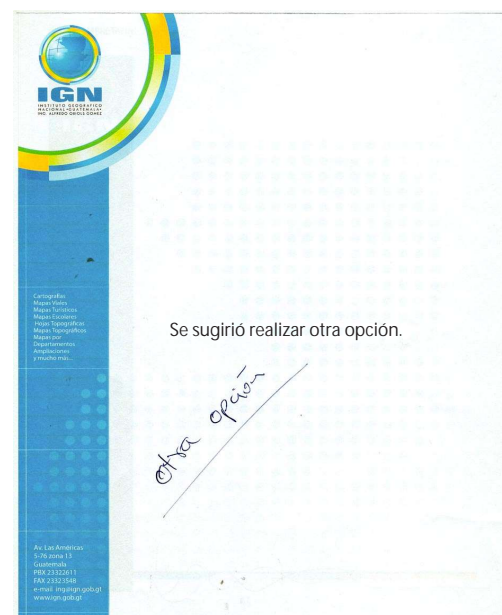 IGN
INSTITUTO GEOGRAFICO
NACIONAL•GUATEMALA•
ING. ALFREDO OBIOLS GOMEZ
Cartografías
Mapas Viales
Mapas Turísticos
Mapas Escolares
Hojas Topográficas
Mapas Topográficos
Mapas por
Departamentos
Ampliaciones
y mucho más...
Se sugirió realizar otra opción.
otra opción
Av. Las Américas
5-76 zona 13
Guatemala
PBX 23322611
FAX 23323548
e-mail ing@ign.gob.gt
www.ign.gob.gt